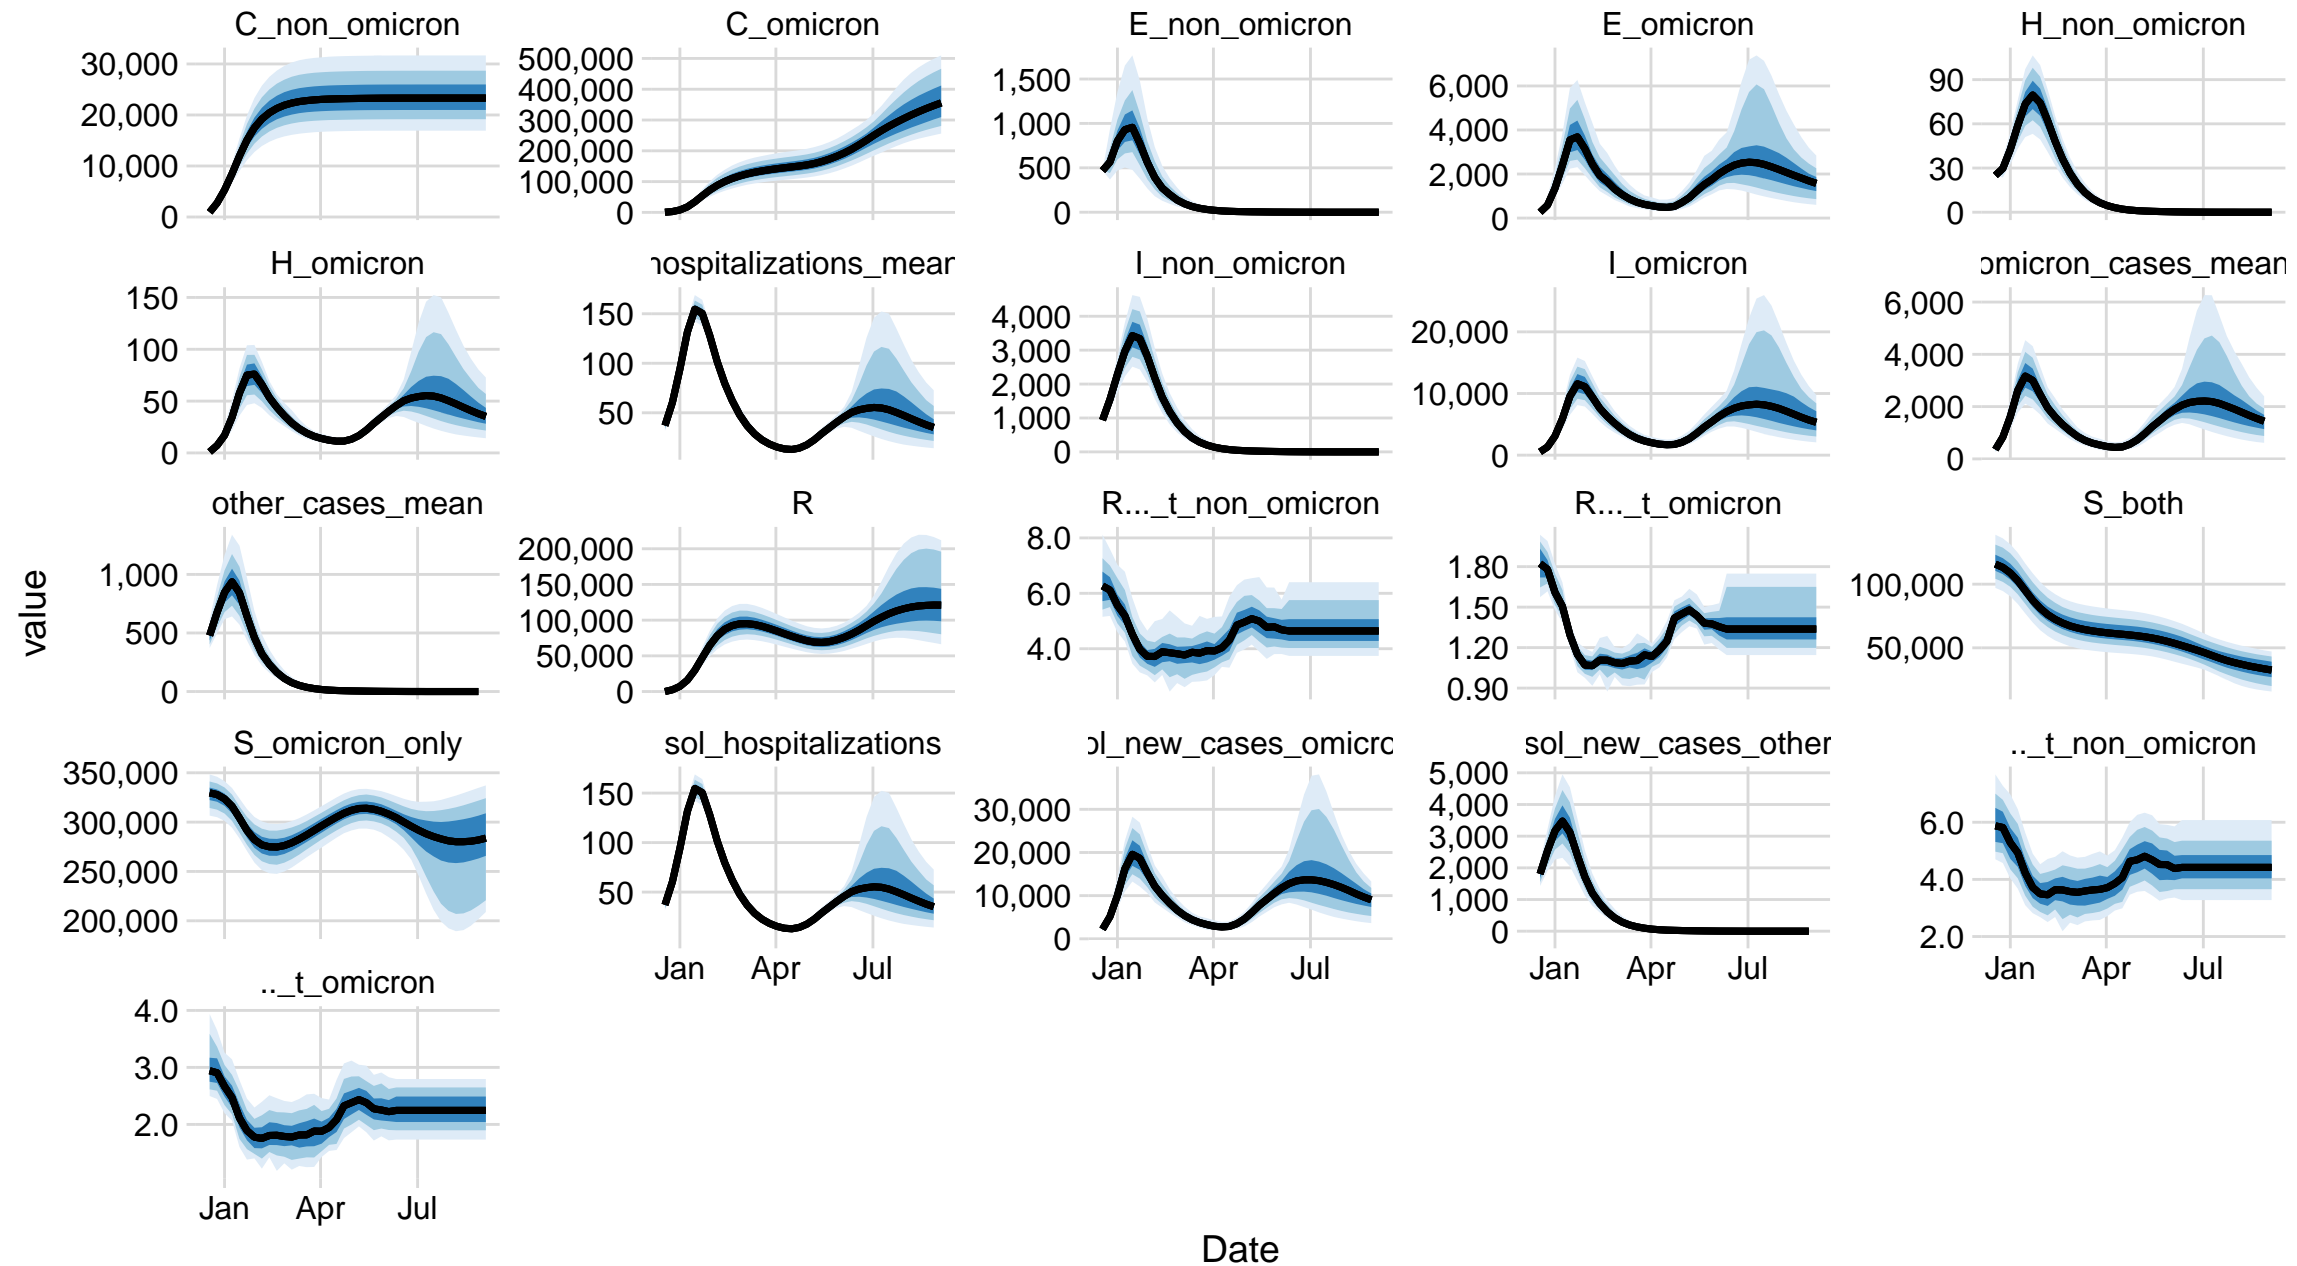 C_non_omicron C_omicron E_non_omicron E_omicron H_non_omicron
30,000 20,000 10,000 0
500,000 400,000 300,000 200,000 100,000 0
1,500 1,000 500 0
6,000 4,000 2,000 0
90 60 30 0
H_omicron hospitalizations_mean I_non_omicron I_omicron omicron_cases_mean
150 100 50 0
150 100 50
4,000 3,000 2,000 1,000 0
20,000 10,000 0
6,000 4,000 2,000 0
other_cases_mean R R..._t_non_omicron R..._t_omicron S_both
1,000 500 0
200,000 150,000 100,000 50,000 0
8.0 6.0 4.0
1.80 1.50 1.20 0.90
100,000 50,000
S_omicron_only sol_hospitalizations ol_new_cases_omicro sol_new_cases_other .._t_non_omicron
350,000 300,000 250,000 200,000
150 100 50
30,000 20,000 10,000 0
5,000 4,000 3,000 2,000 1,000 0
6.0 4.0 2.0
Jan Apr Jul Jan Apr Jul Jan Apr Jul Jan Apr Jul
.._t_omicron
4.0 3.0 2.0
Jan Apr Jul
value
Date